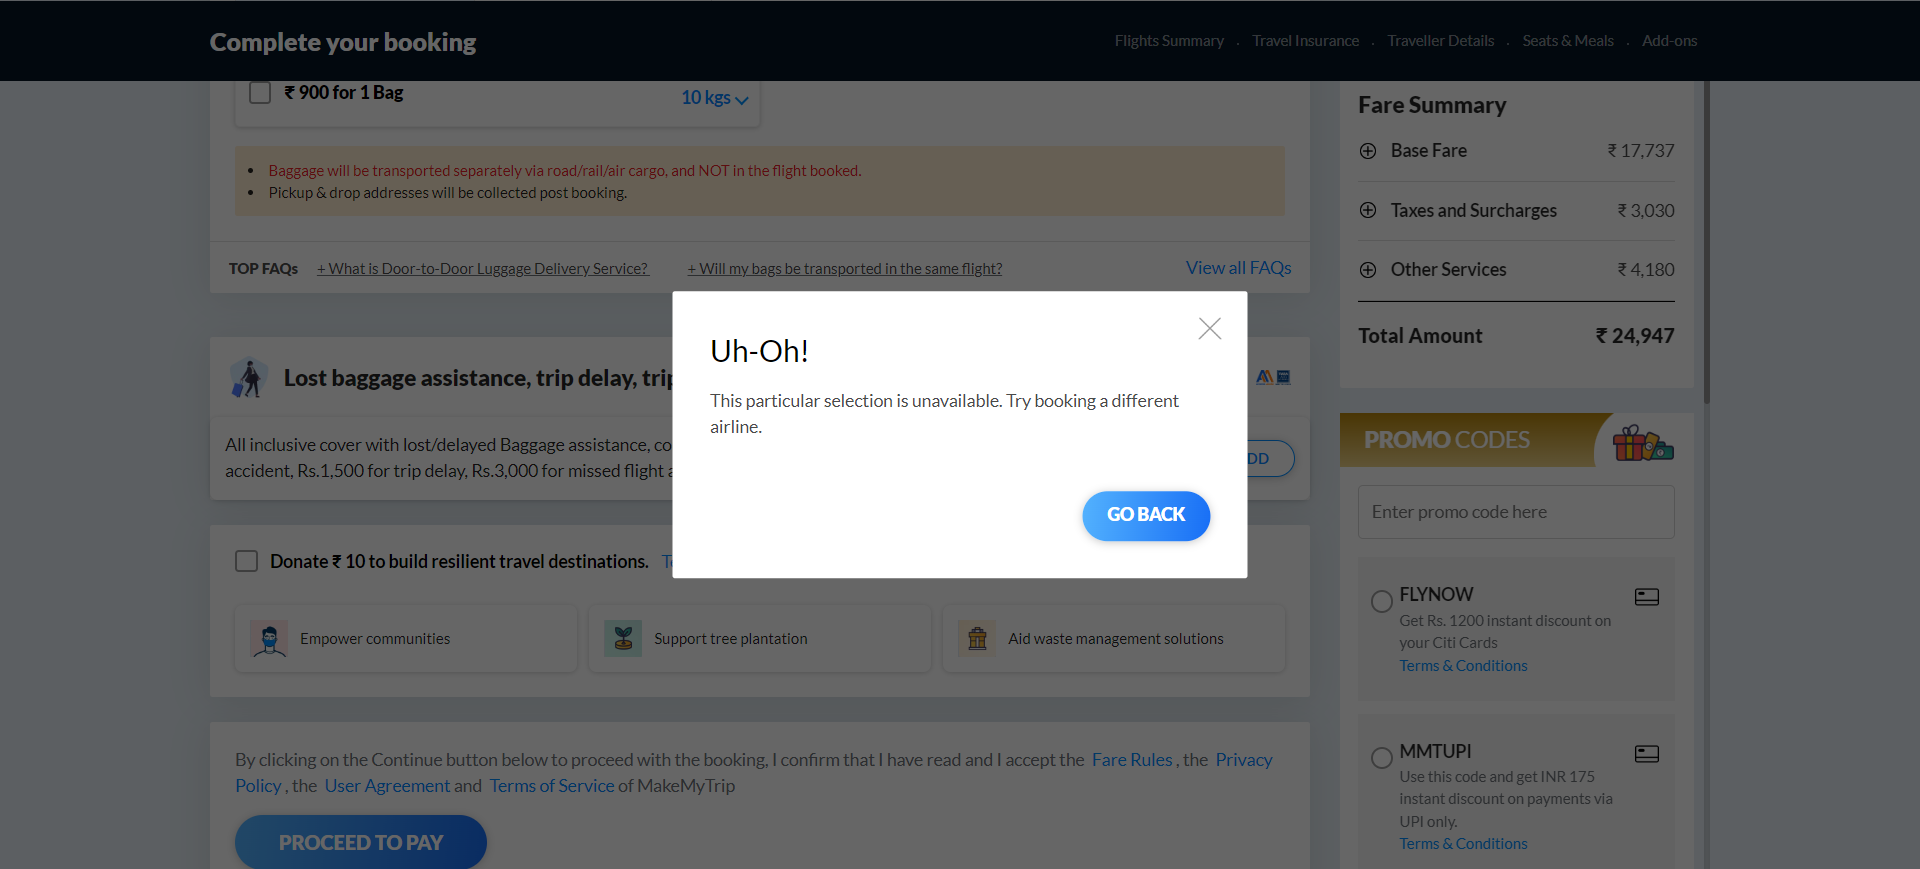 Complete your booking
Flights Summary . Travel Insurance . Traveller Details . Seats & Meals . Add-ons
₹ 900 for 1 Bag
10 kgs
• Baggage will be transported separately via road/rail/air cargo, and NOT in the flight booked.
• Pickup & drop addresses will be collected post booking.
TOP FAQs + What is Door-to-Door Luggage Delivery Service? + Will my bags be transported in the same flight? View all FAQs
Lost baggage assistance, trip delay, trip
All inclusive cover with lost/delayed Baggage assistance, co
accident, Rs.1,500 for trip delay, Rs.3,000 for missed flight a
DD
Uh-Oh!
This particular selection is unavailable. Try booking a different
airline.
GO BACK
Donate ₹ 10 to build resilient travel destinations.
Empower communities
Support tree plantation
Aid waste management solutions
By clicking on the Continue button below to proceed with the booking, I confirm that I have read and I accept the Fare Rules , the Privacy
Policy , the User Agreement and Terms of Service of MakeMyTrip
PROCEED TO PAY
Fare Summary
Base Fare ₹ 17,737
Taxes and Surcharges ₹ 3,030
Other Services ₹ 4,180
Total Amount ₹ 24,947
PROMO CODES
Enter promo code here
FLYNOW
Get Rs. 1200 instant discount on
your Citi Cards
Terms & Conditions
MMTUPI
Use this code and get INR 175
instant discount on payments via
UPI only.
Terms & Conditions